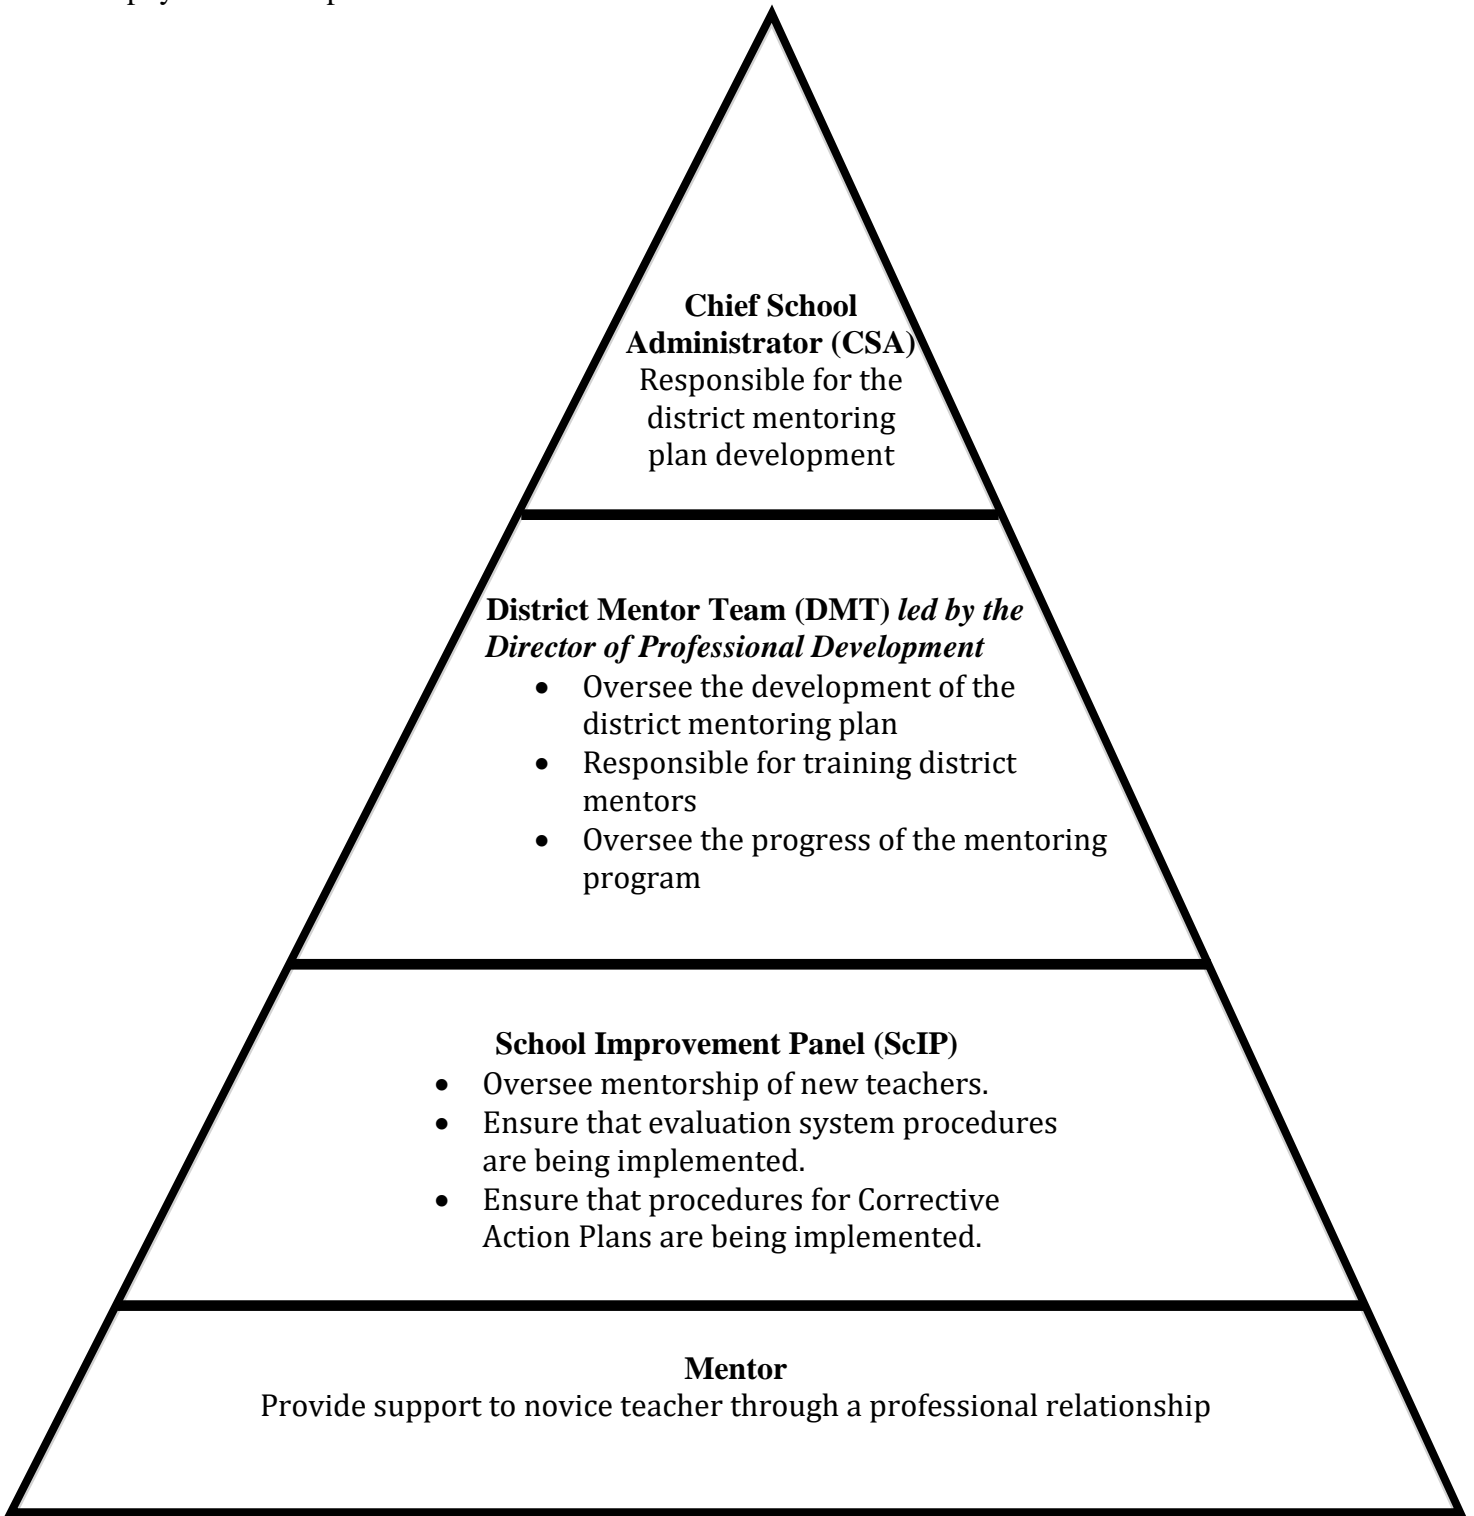 Chief School
Administrator (CSA)
Responsible for the
district mentoring
plan development
District Mentor Team (DMT) led by the
Director of Professional Development
• Oversee the development of the
district mentoring plan
• Responsible for training district
mentors
• Oversee the progress of the mentoring
program
School Improvement Panel (ScIP)
• Oversee mentorship of new teachers.
• Ensure that evaluation system procedures
are being implemented.
• Ensure that procedures for Corrective
Action Plans are being implemented.
Mentor
Provide support to novice teacher through a professional relationship